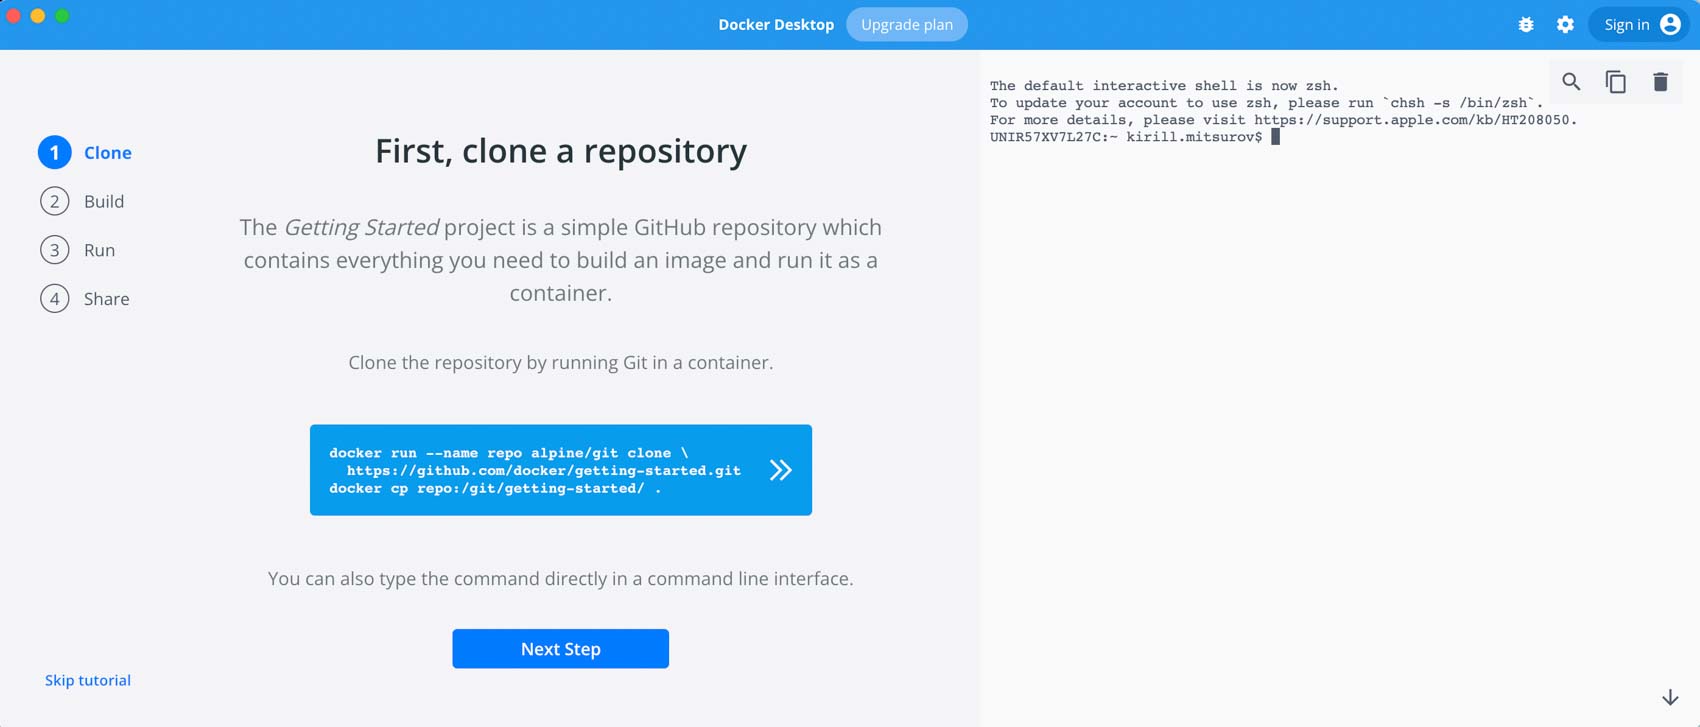 Docker Desktop
Upgrade plan
Sign in
1 Clone
2 Build
3 Run
4 Share
Skip tutorial
First, clone a repository
The Getting Started project is a simple GitHub repository which
contains everything you need to build an image and run it as a
container.
Clone the repository by running Git in a container.
docker run --name repo alpine/git clone \
https://github.com/docker/getting-started.git
docker cp repo:/git/getting-started/ .
You can also type the command directly in a command line interface.
Next Step
The default interactive shell is now zsh.
To update your account to use zsh, please run `chsh -s /bin/zsh`.
For more details, please visit https://support.apple.com/kb/HT208050.
UNIR57XV7L27C:~ kirill.mitsurov$